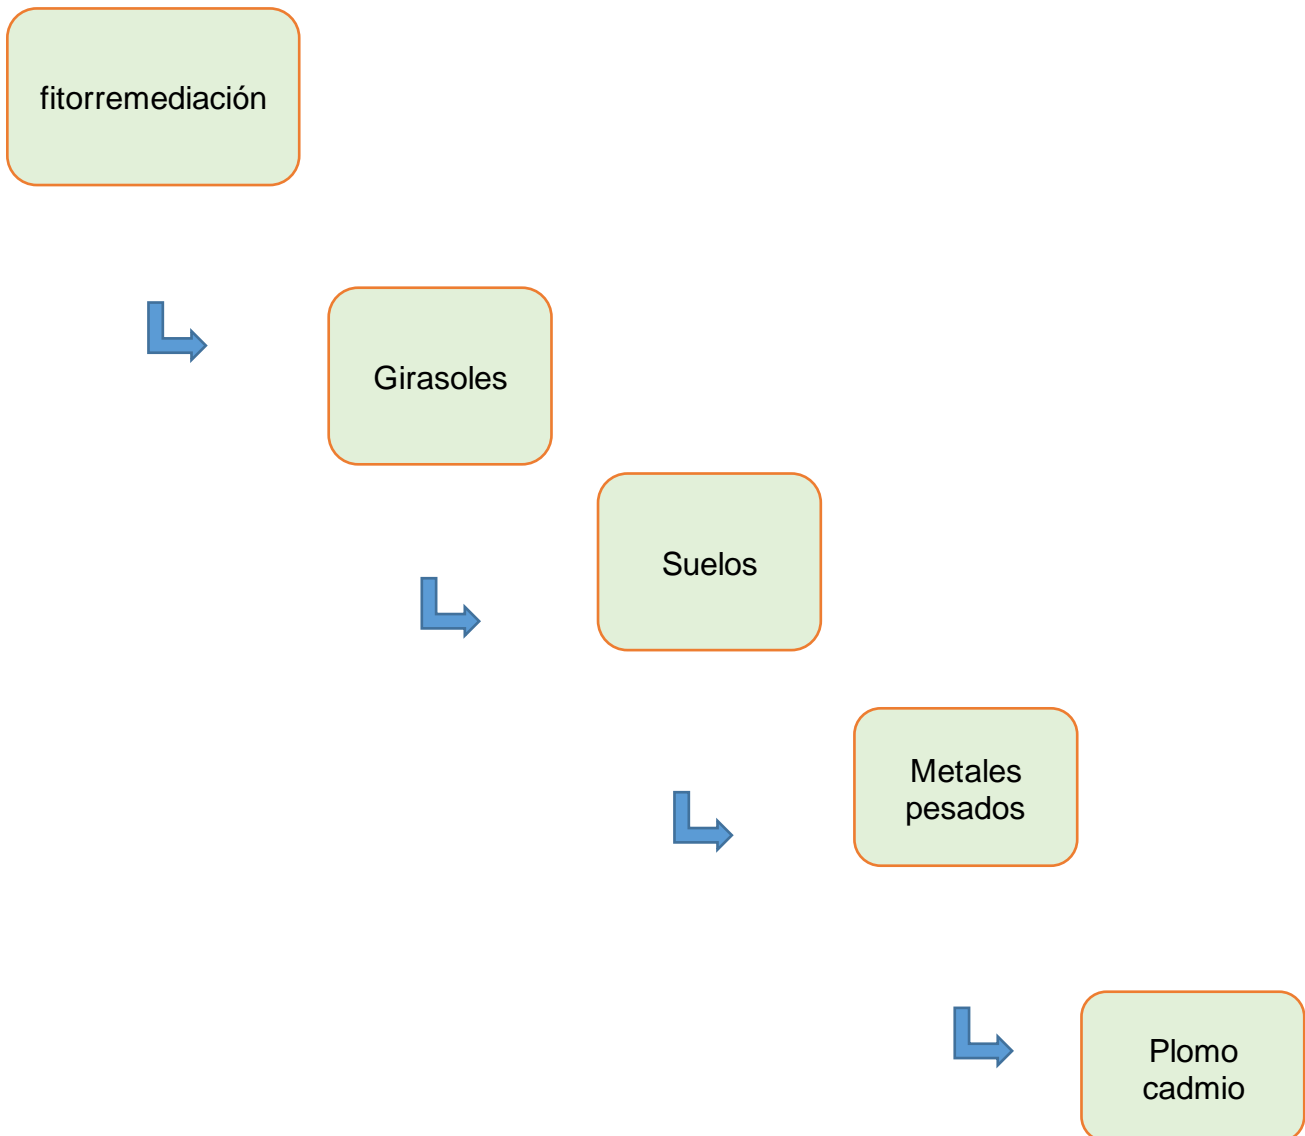 fitorremediación
Girasoles
Suelos
Metales
pesados
Plomo
cadmio